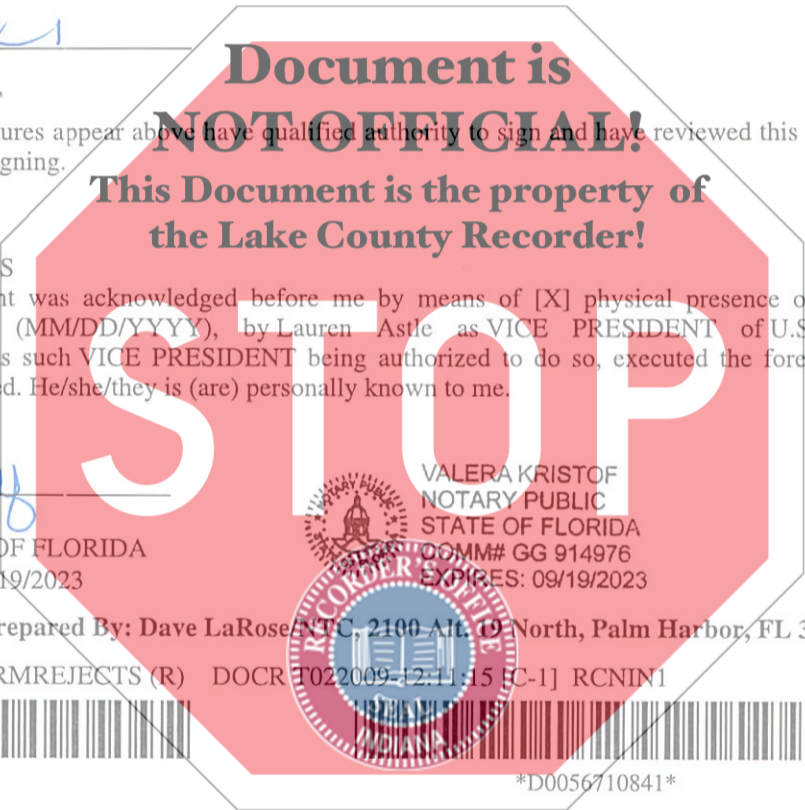 Document is
NOT OFFICIAL!
ures appear above have qualified authority to sign and have reviewed this
gning.
This Document is the property of
the Lake County Recorder!
S
nt was acknowledged before me by means of [X] physical presence o
(MM/DD/YYYY), by Lauren Astle as VICE PRESIDENT of U.S
s such VICE PRESIDENT being authorized to do so, executed the fore
ed. He/she/they is (are) personally known to me.
STOP
VALERA KRISTOF
NOTARY PUBLIC
STATE OF FLORIDA
COMM# GG 914976
EXPIRES: 09/19/2023
NOTARY PUBLIC
OF FLORIDA
19/2023
RECORDER'S OFFICE
SEAL
INDIANA
repared By: Dave LaRose/NTC, 2100 Alt. 19 North, Palm Harbor, FL 3
RMREJECTS (R) DOCR T022009-12:11:15 [C-1] RCNIN1
*D0056710841*